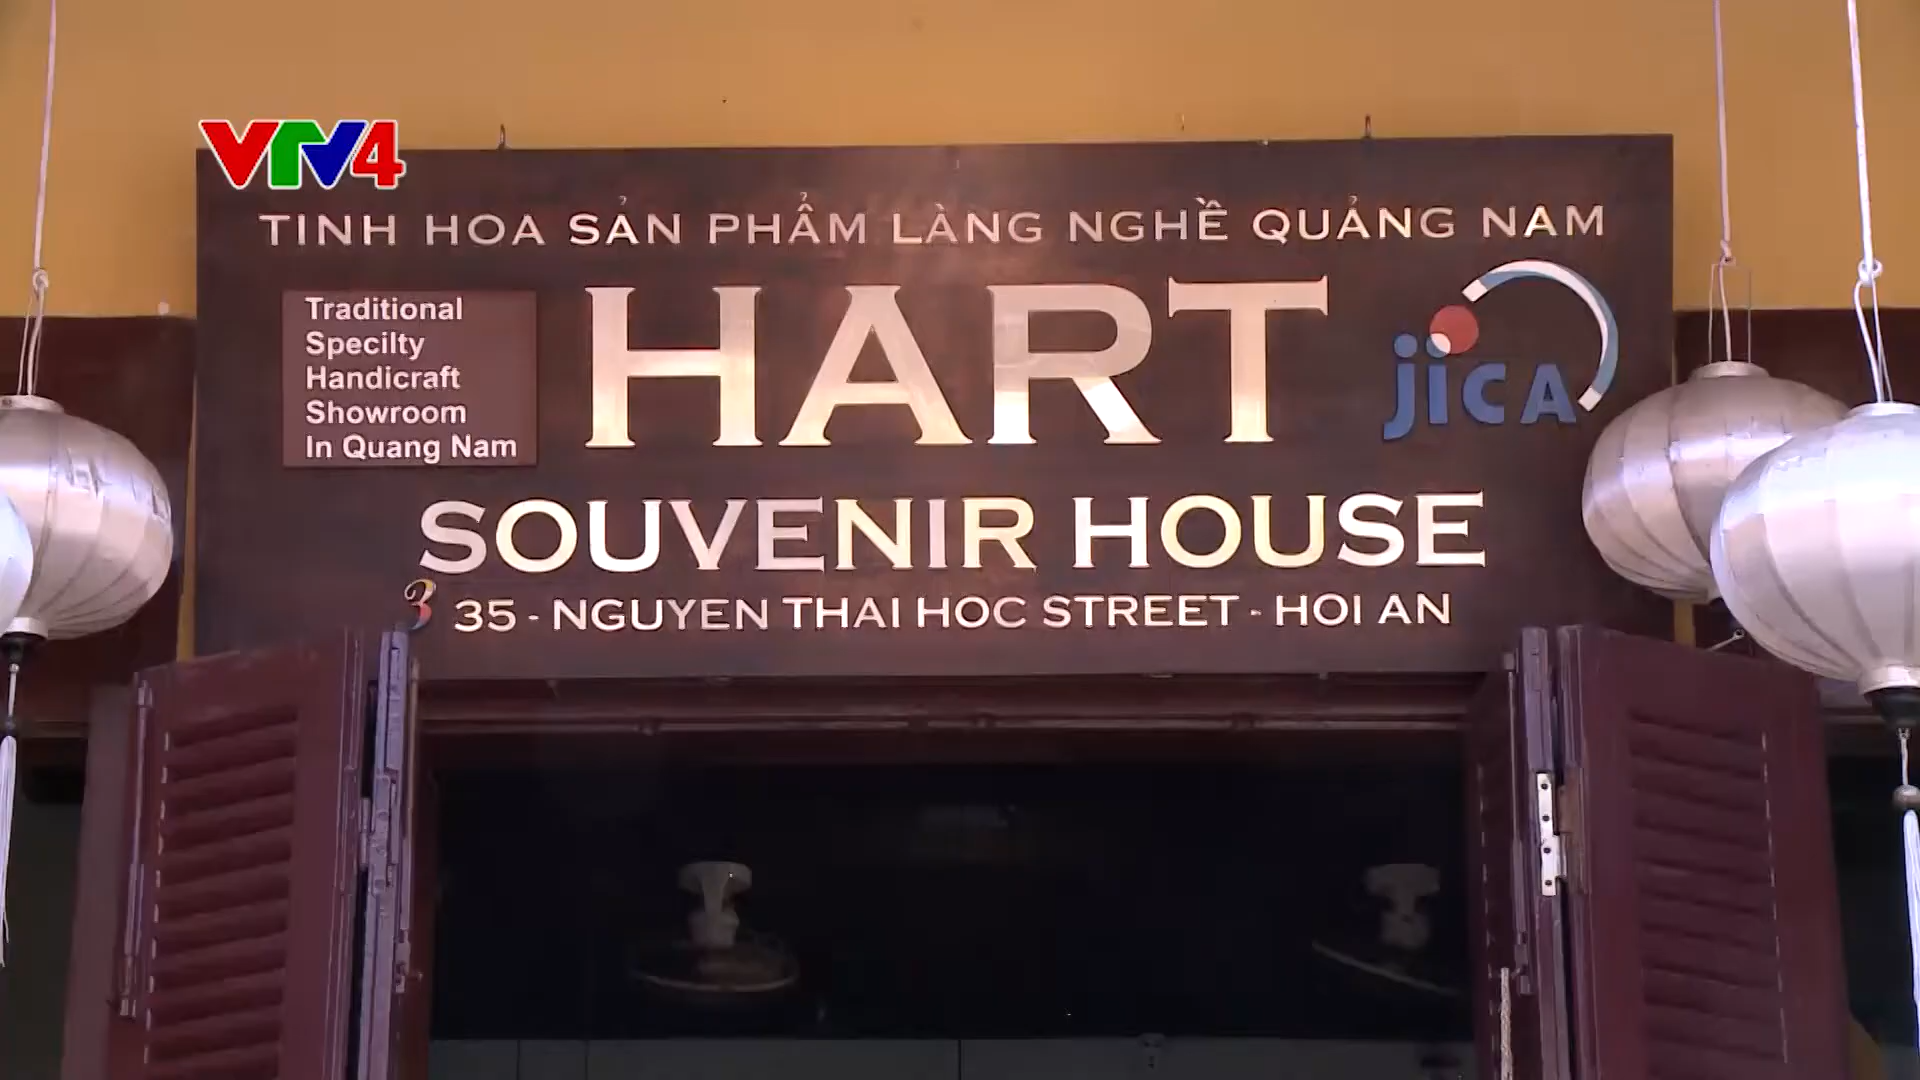 VTV4
TINH HOA SẢN PHẨM LÀNG NGHỀ QUẢNG NAM
Traditional
Specilty
Handicraft
Showroom
In Quang Nam
HART
jica
SOUVENIR HOUSE
3 35 - NGUYEN THAI HOC STREET - HOI AN